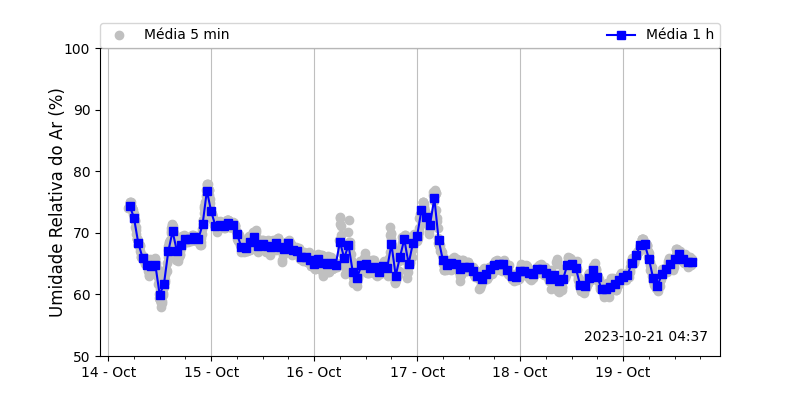 Média 5 min
Média 1 h
Umidade Relativa do Ar (%)
100
90
80
70
60
50
2023-10-21 04:37
14 - Oct
15 - Oct
16 - Oct
17 - Oct
18 - Oct
19 - Oct